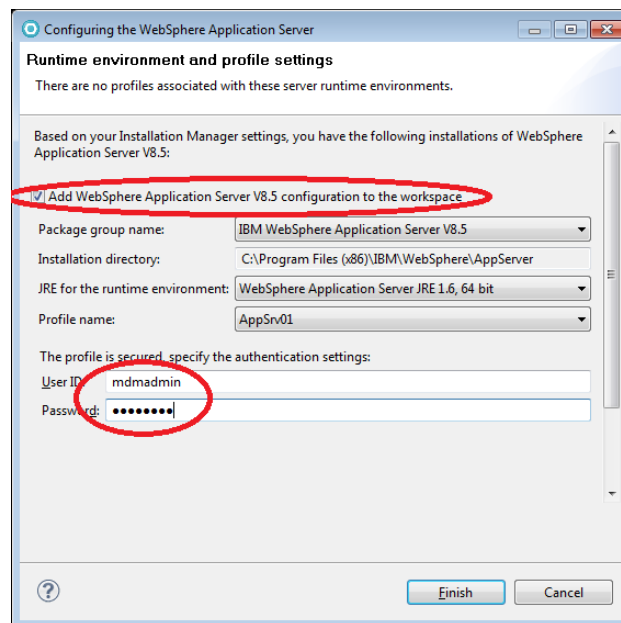 Configuring the WebSphere Application Server
Runtime environment and profile settings
There are no profiles associated with these server runtime environments.
Based on your Installation Manager settings, you have the following installations of WebSphere
Application Server V8.5:
Add WebSphere Application Server V8.5 configuration to the workspace
Package group name: IBM WebSphere Application Server V8.5
Installation directory: C:\Program Files (x86)\IBM\WebSphere\AppServer
JRE for the runtime environment: WebSphere Application Server JRE 1.6, 64 bit
Profile name: AppSrv01
The profile is secured, specify the authentication settings:
User ID: mdmadmin
Password: ●●●●●●●●
? Finish Cancel